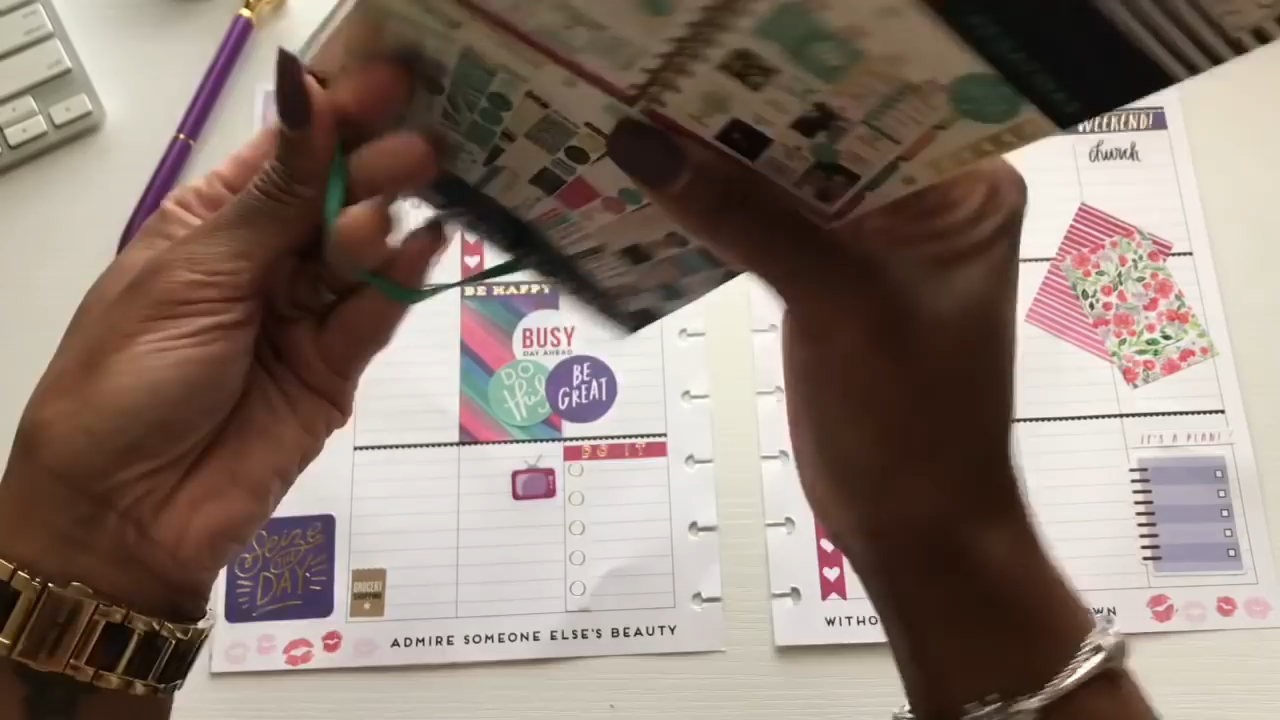 WEEKEND!
church
BE HAPPY
BUSY
DAY AHEAD
DO
this
BE
GREAT
DO IT
IT'S A PLAN!
Seize
THE
DAY
GROCERY
SHOPPING
ADMIRE SOMEONE ELSE'S BEAUTY
WITHO
WN